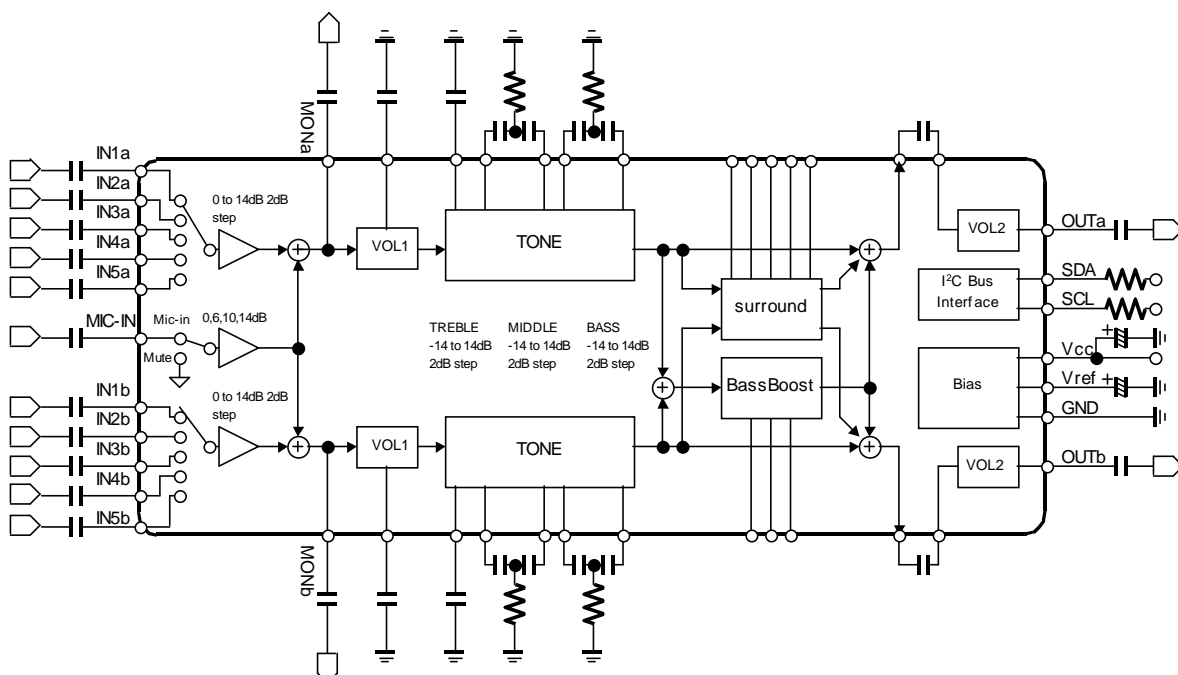 MONa
IN1a
IN2a
IN3a
IN4a
IN5a
0 to 14dB 2dB
step
+
VOL1
TONE
+
VOL2
OUTa
I²C Bus
Interface
SDA
SCL
surround
MIC-IN
Mic-in
0,6,10,14dB
Mute
TREBLE
-14 to 14dB
2dB step
MIDDLE
-14 to 14dB
2dB step
BASS
-14 to 14dB
2dB step
+
BassBoost
Bias
Vcc
+
Vref
+
GND
IN1b
IN2b
IN3b
IN4b
IN5b
0 to 14dB 2dB
step
+
VOL1
TONE
+
VOL2
OUTb
MONb